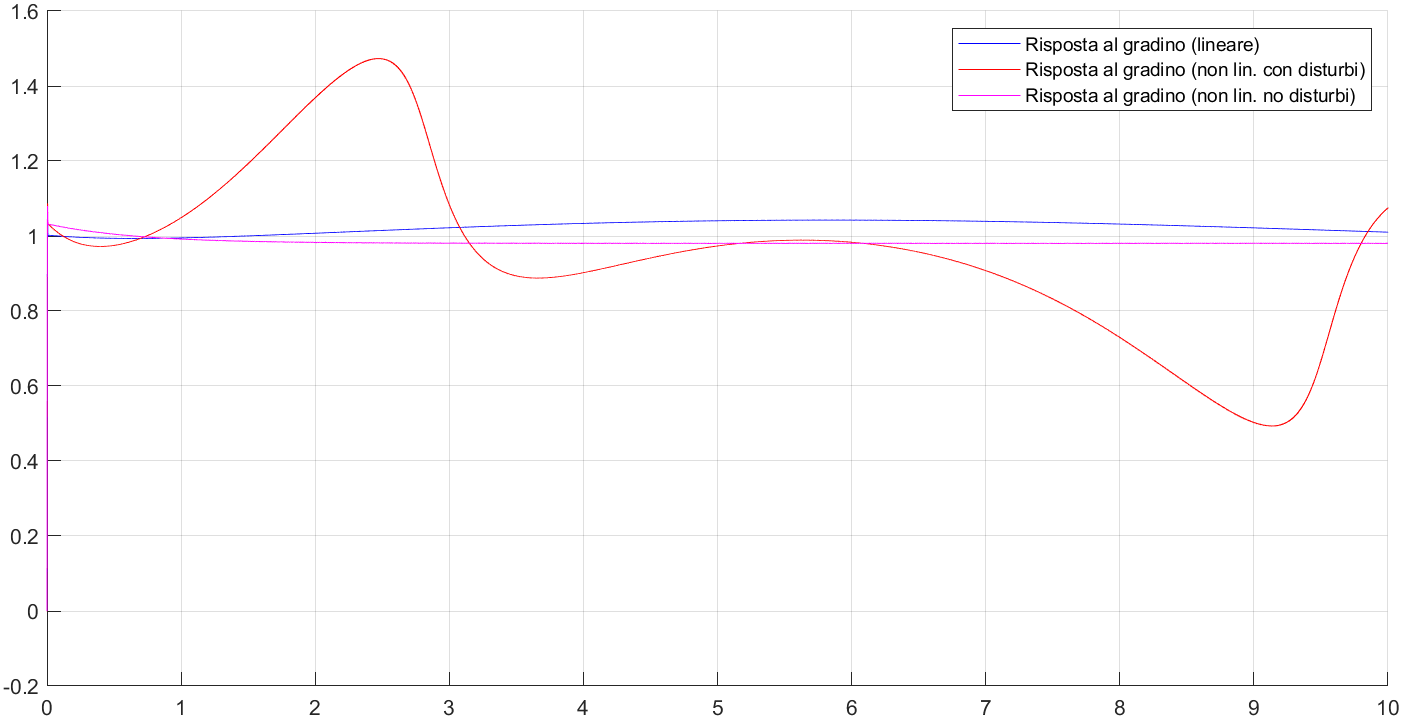 1.6
1.4
1.2
1
0.8
0.6
0.4
0.2
0
-0.2
0 1 2 3 4 5 6 7 8 9 10
Risposta al gradino (lineare)
Risposta al gradino (non lin. con disturbi)
Risposta al gradino (non lin. no disturbi)